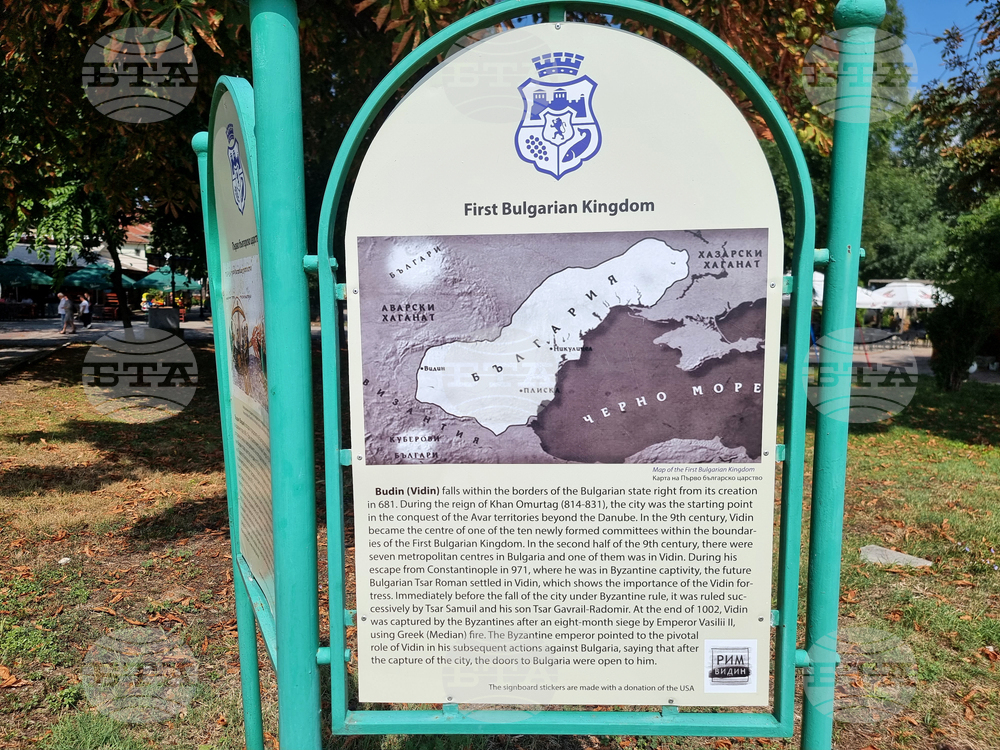 БТА
First Bulgarian Kingdom
БЪЛГАРИ
ХАЗАРСКИ
ХАГАНАТ
АВАРСКИ
ХАГАНАТ
БЪЛГАРИЯ
Никулицел
Видин
ПЛИСКА
ЧЕРНО МОРЕ
ВИЗАНТИЯ
КУБЕРОВИ
БЪЛГАРИ
Map of the First Bulgarian Kingdom
Карта на Първо българско царство
Budin (Vidin) falls within the borders of the Bulgarian state right from its creation
in 681. During the reign of Khan Omurtag (814-831), the city was the starting point
in the conquest of the Avar territories beyond the Danube. In the 9th century, Vidin
became the centre of one of the ten newly formed committees within the boundar-
ies of the First Bulgarian Kingdom. In the second half of the 9th century, there were
seven metropolitan centres in Bulgaria and one of them was in Vidin. During his
escape from Constantinople in 971, where he was in Byzantine captivity, the future
Bulgarian Tsar Roman settled in Vidin, which shows the importance of the Vidin for-
tress. Immediately before the fall of the city under Byzantine rule, it was ruled suc-
cessively by Tsar Samuil and his son Tsar Gavrail-Radomir. At the end of 1002, Vidin
was captured by the Byzantines after an eight-month siege by Emperor Vasilii II,
using Greek (Median) fire. The Byzantine emperor pointed to the pivotal
role of Vidin in his subsequent actions against Bulgaria, saying that after
the capture of the city, the doors to Bulgaria were open to him.
РИМ
ВИДИН
The signboard stickers are made with a donation of the USA